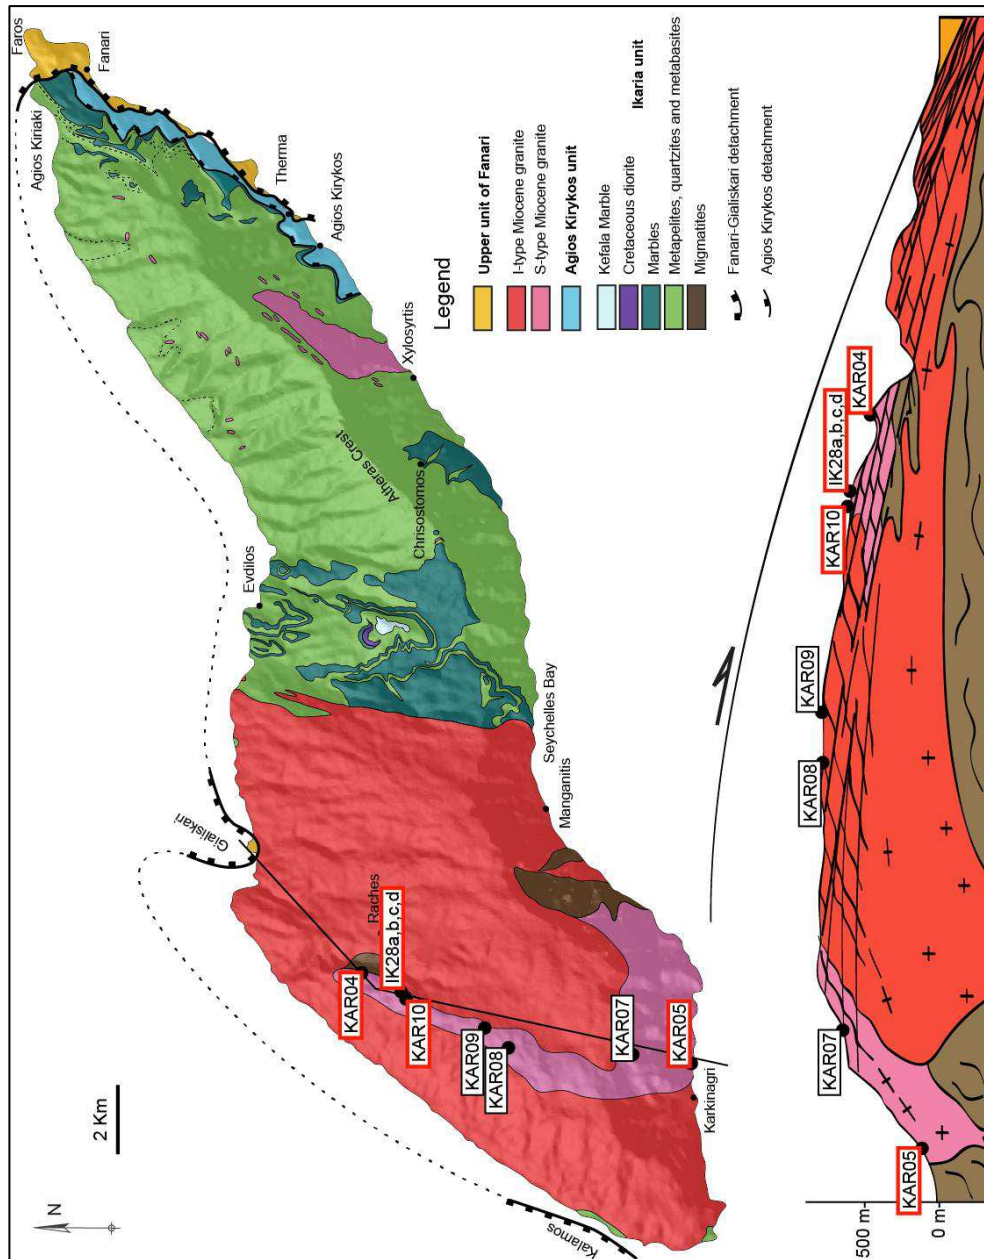 Faros
Fanari
Agios Kiriaki
Therma
Agios Kirykos
Xylosyrtis
Atheras Crest
Chrisostomos
Evdilos
Seychelles Bay
Manganitis
Gialiskari
Raches
IK28a,b,c,d
KAR04
KAR10
KAR09
KAR08
KAR07
KAR05
Karkinagri
Kalamos
2 Km
N
Legend
Upper unit of Fanari
I-type Miocene granite
S-type Miocene granite
Agios Kirykos unit
Kefala Marble
Cretaceous diorite
Marbles
Metapelites, quartzites and metabasites
Migmatites
Ikaria unit
Fanari-Gialiskari detachment
Agios Kirykos detachment
KAR05
KAR07
KAR08
KAR09
KAR10
IK28a,b,c,d
KAR04
500 m
0 m